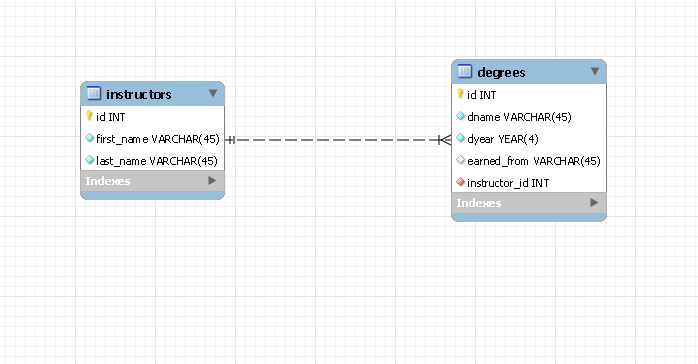 instructors
id INT
first_name VARCHAR(45)
last_name VARCHAR(45)
Indexes
degrees
id INT
dname VARCHAR(45)
dyear YEAR(4)
earned_from VARCHAR(45)
instructor_id INT
Indexes